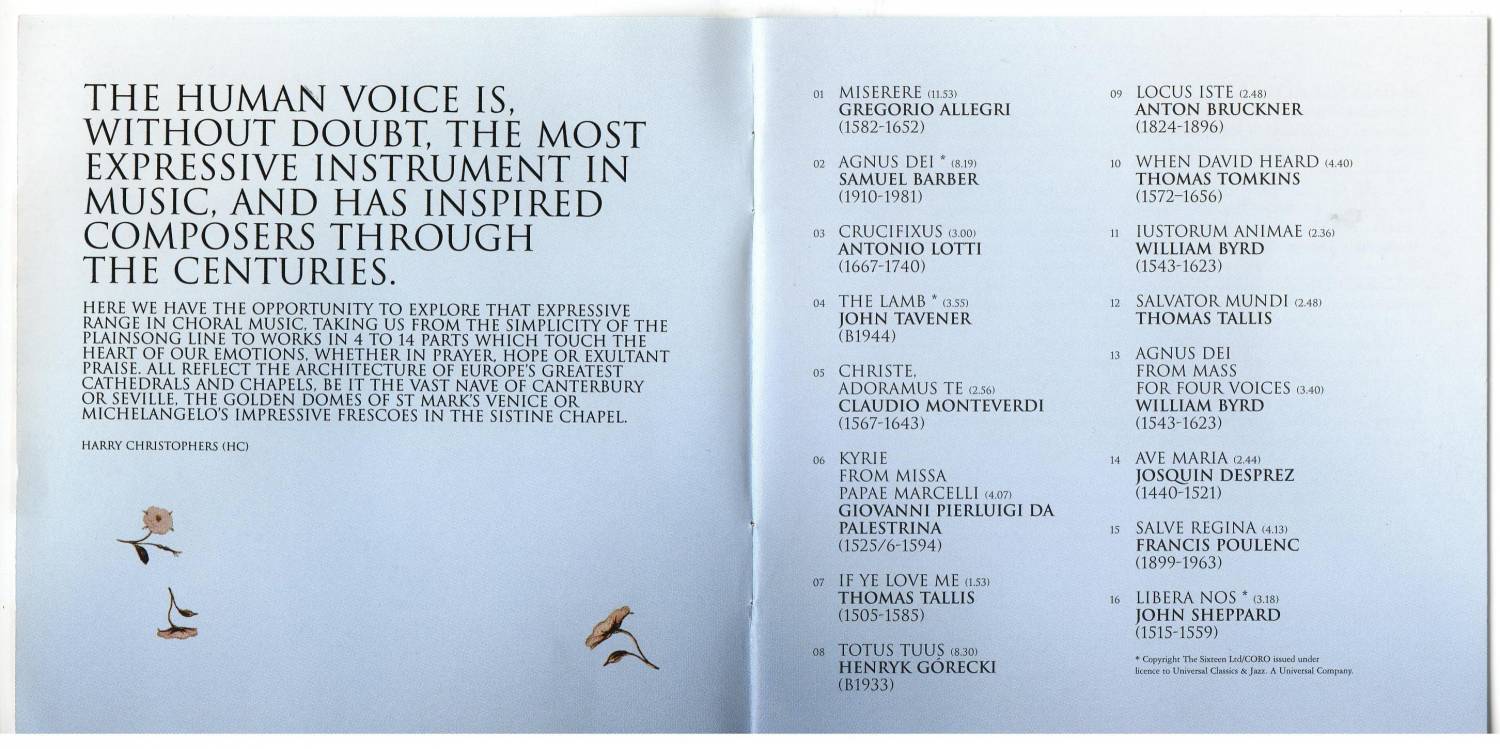 THE HUMAN VOICE IS,
WITHOUT DOUBT, THE MOST
EXPRESSIVE INSTRUMENT IN
MUSIC, AND HAS INSPIRED
COMPOSERS THROUGH
THE CENTURIES.
HERE WE HAVE THE OPPORTUNITY TO EXPLORE THAT EXPRESSIVE
RANGE IN CHORAL MUSIC, TAKING US FROM THE SIMPLICITY OF THE
PLAINSONG LINE TO WORKS IN 4 TO 14 PARTS WHICH TOUCH THE
HEART OF OUR EMOTIONS, WHETHER IN PRAYER, HOPE OR EXULTANT
PRAISE. ALL REFLECT THE ARCHITECTURE OF EUROPE'S GREATEST
CATHEDRALS AND CHAPELS, BE IT THE VAST NAVE OF CANTERBURY
OR SEVILLE, THE GOLDEN DOMES OF ST MARK'S VENICE OR
MICHELANGELO'S IMPRESSIVE FRESCOES IN THE SISTINE CHAPEL.
HARRY CHRISTOPHERS (HC)
01 MISERERE (11.53)
GREGORIO ALLEGRI
(1582-1652)
02 AGNUS DEI * (8.19)
SAMUEL BARBER
(1910-1981)
03 CRUCIFIXUS (3.00)
ANTONIO LOTTI
(1667-1740)
04 THE LAMB * (3.55)
JOHN TAVENER
(B1944)
05 CHRISTE,
ADORAMUS TE (2.56)
CLAUDIO MONTEVERDI
(1567-1643)
06 KYRIE
FROM MISSA
PAPAE MARCELLI (4.07)
GIOVANNI PIERLUIGI DA
PALESTRINA
(1525/6-1594)
07 IF YE LOVE ME (1.53)
THOMAS TALLIS
(1505-1585)
08 TOTUS TUUS (8.30)
HENRYK GÓRECKI
(B1933)
09 LOCUS ISTE (2.48)
ANTON BRUCKNER
(1824-1896)
10 WHEN DAVID HEARD (4.40)
THOMAS TOMKINS
(1572–1656)
11 IUSTORUM ANIMAE (2.36)
WILLIAM BYRD
(1543-1623)
12 SALVATOR MUNDI (2.48)
THOMAS TALLIS
13 AGNUS DEI
FROM MASS
FOR FOUR VOICES (3.40)
WILLIAM BYRD
(1543-1623)
14 AVE MARIA (2.44)
JOSQUIN DESPREZ
(1440-1521)
15 SALVE REGINA (4.13)
FRANCIS POULENC
(1899-1963)
16 LIBERA NOS * (3.18)
JOHN SHEPPARD
(1515-1559)
* Copyright The Sixteen Ltd/CORO issued under
licence to Universal Classics & Jazz. A Universal Company.